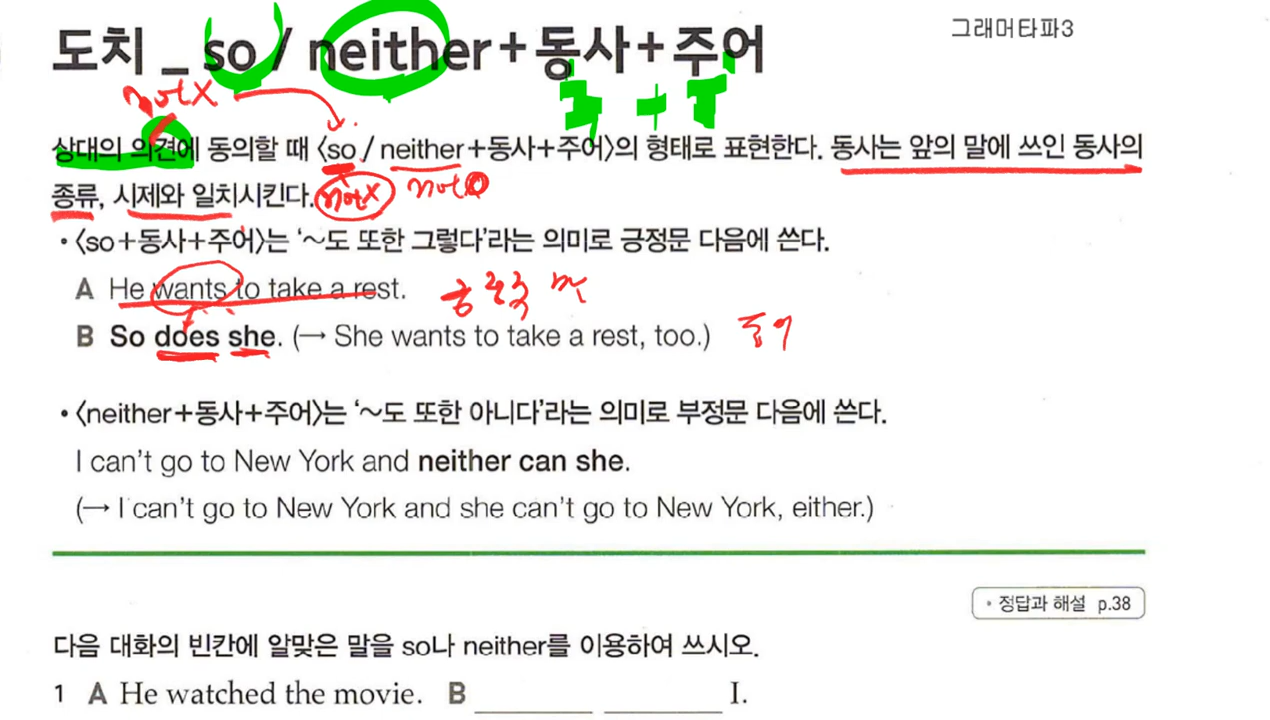 그래머타파3
도치 _ so / neither + 동사 + 주어
not X
동 + 주
상대의 의견에 동의할 때 〈so / neither+동사+주어〉의 형태로 표현한다. 동사는 앞의 말에 쓰인 동사의
종류, 시제와 일치시킨다. not X not O
• 〈so+동사+주어〉는 ‘~도 또한 그렇다’라는 의미로 긍정문 다음에 쓴다.
A He wants to take a rest.
B So does she. (→ She wants to take a rest, too.) 주어
• 〈neither+동사+주어〉는 ‘~도 또한 아니다’라는 의미로 부정문 다음에 쓴다.
I can’t go to New York and neither can she.
(→ I can’t go to New York and she can’t go to New York, either.)
• 정답과 해설 p.38
다음 대화의 빈칸에 알맞은 말을 so나 neither를 이용하여 쓰시오.
1 A He watched the movie. B ________ ________ I.